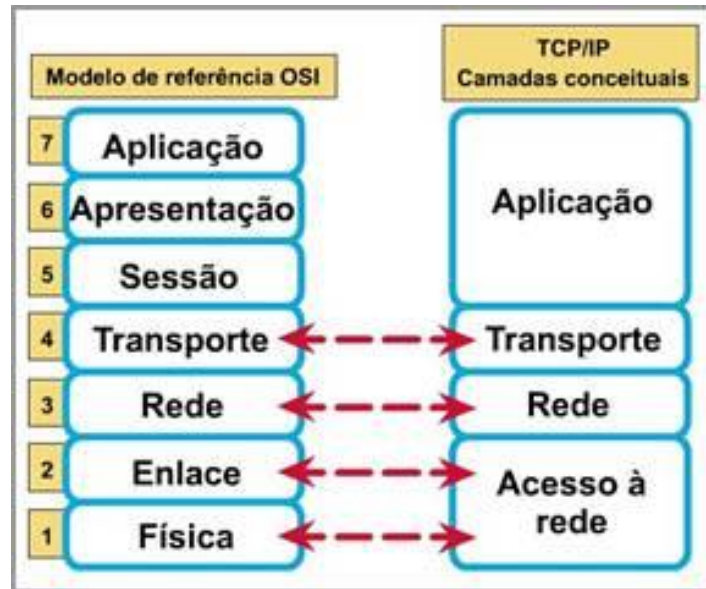 Modelo de referência OSI
TCP/IP
Camadas conceituais
7 Aplicação
6 Apresentação
5 Sessão
4 Transporte
3 Rede
2 Enlace
1 Física
Aplicação
Transporte
Rede
Acesso à
rede